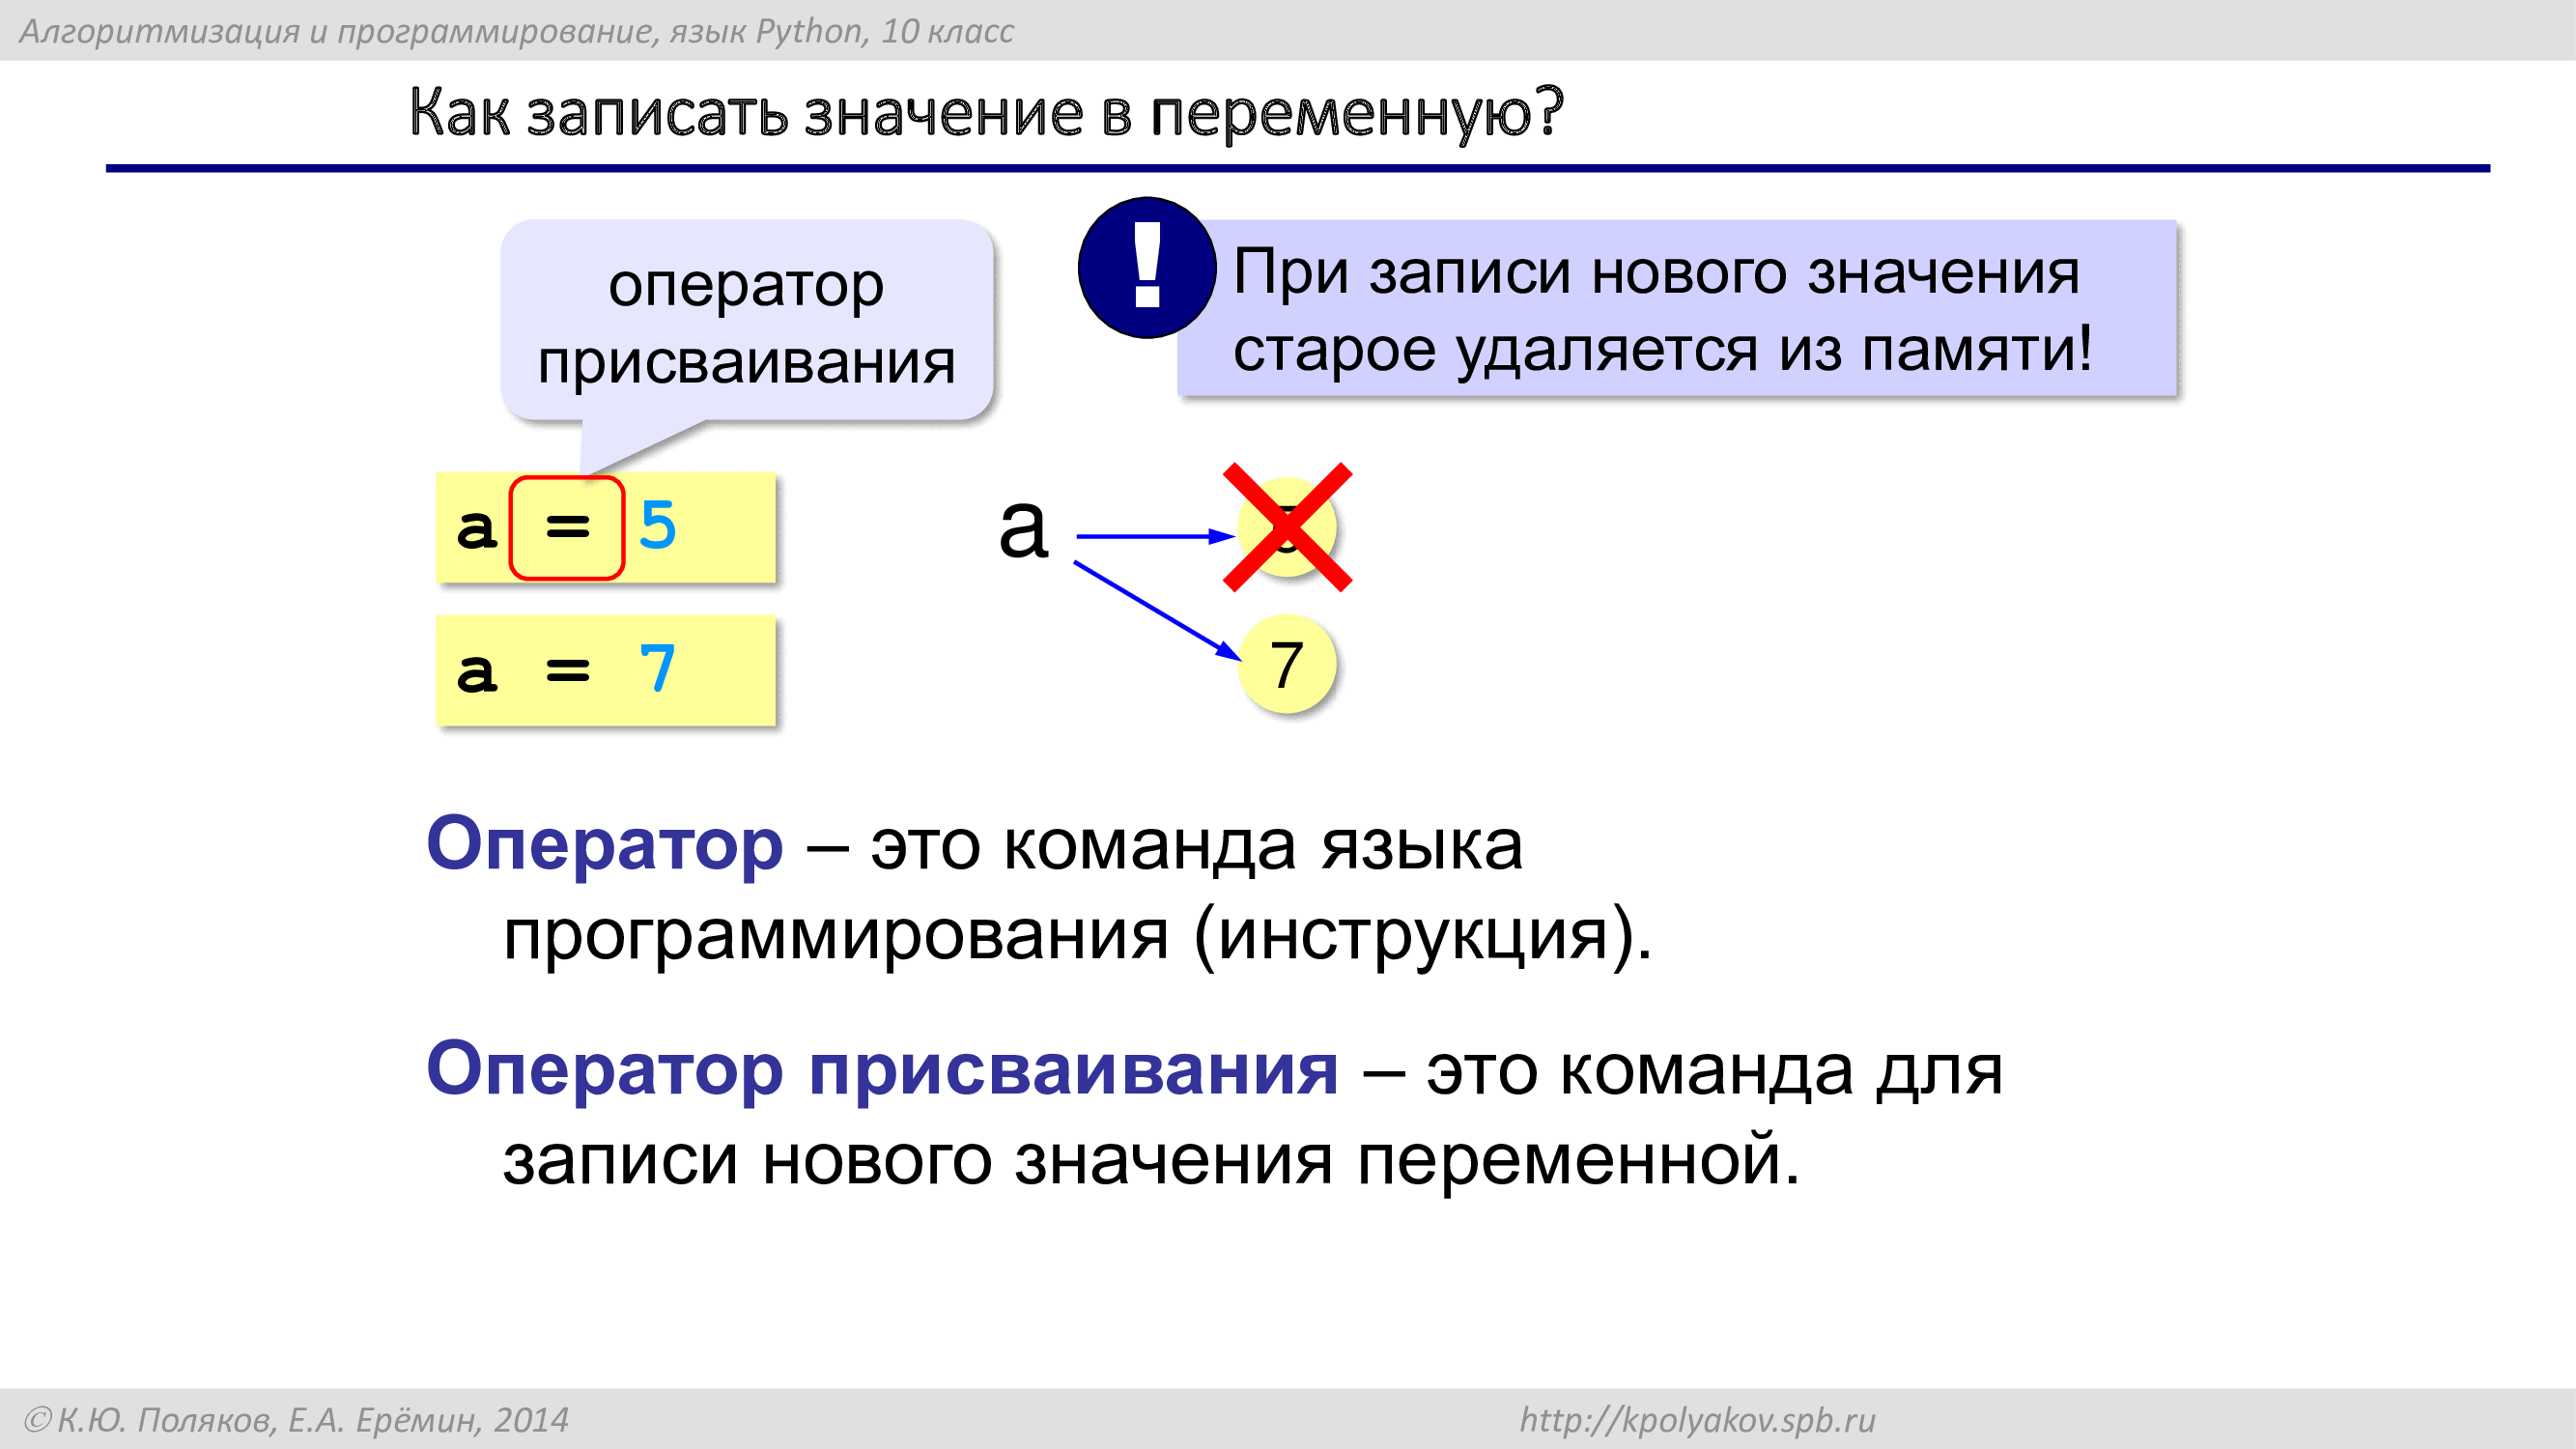 Алгоритмизация и программирование, язык Python, 10 класс
Как записать значение в переменную?
оператор
присваивания
!
При записи нового значения
старое удаляется из памяти!
a = 5
a = 7
a
7
Оператор – это команда языка
программирования (инструкция).
Оператор присваивания – это команда для
записи нового значения переменной.
© К.Ю. Поляков, Е.А. Ерёмин, 2014
http://kpolyakov.spb.ru